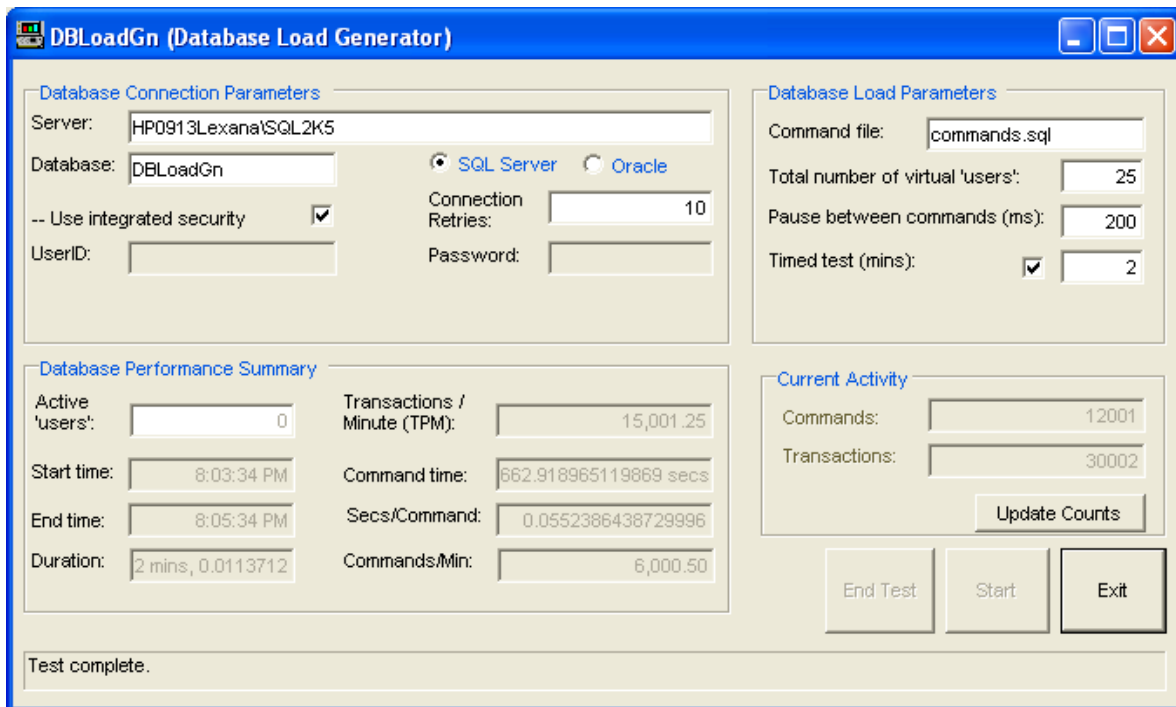 DBLoadGn (Database Load Generator)
Database Connection Parameters
Server: HP0913Lexana\SQL2K5
Database: DBLoadGn
SQL Server Oracle
-- Use integrated security
Connection Retries: 10
UserID:
Password:
Database Load Parameters
Command file: commands.sql
Total number of virtual 'users': 25
Pause between commands (ms): 200
Timed test (mins): 2
Database Performance Summary
Active 'users': 0
Transactions / Minute (TPM): 15,001.25
Start time: 8:03:34 PM
Command time: 662.918965119869 secs
End time: 8:05:34 PM
Secs/Command: 0.0552386438729996
Duration: 2 mins, 0.0113712
Commands/Min: 6,000.50
Current Activity
Commands: 12001
Transactions: 30002
Update Counts
End Test
Start
Exit
Test complete.